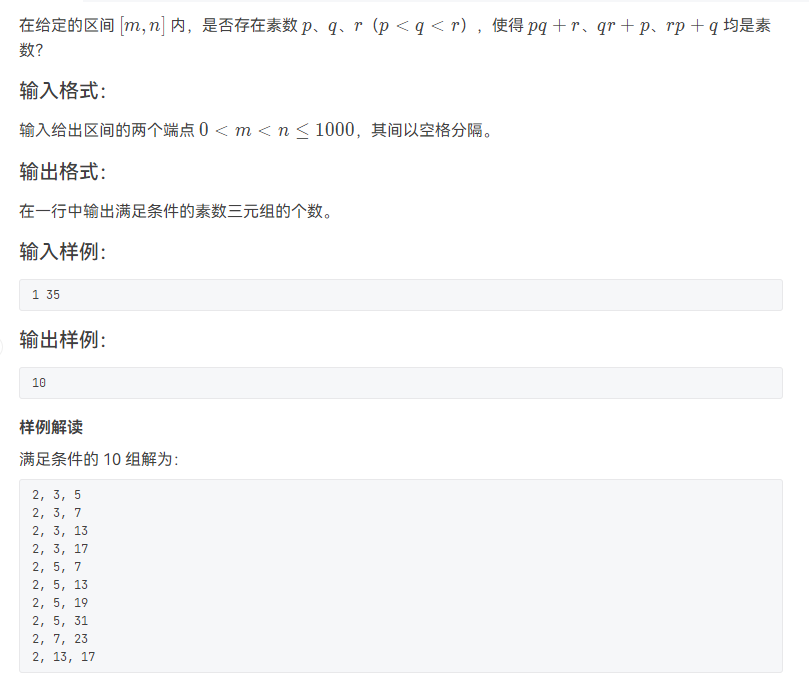 在给定的区间 [m, n] 内，是否存在素数 p、q、r（p < q < r），使得 pq + r、qr + p、rp + q 均是素
数？
输入格式：
输入给出区间的两个端点 0 < m < n ≤ 1000，其间以空格分隔。
输出格式：
在一行中输出满足条件的素数三元组的个数。
输入样例：
1 35
输出样例：
10
样例解读
满足条件的 10 组解为：
2, 3, 5
2, 3, 7
2, 3, 13
2, 3, 17
2, 5, 7
2, 5, 13
2, 5, 19
2, 5, 31
2, 7, 23
2, 13, 17